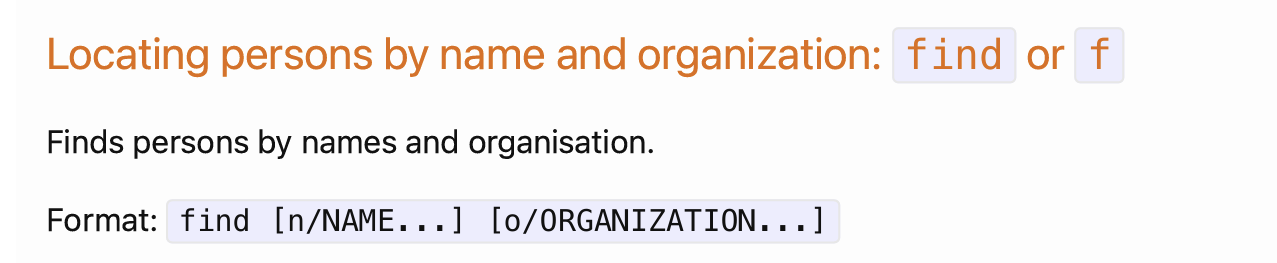 Locating persons by name and organization: find or f
Finds persons by names and organisation.
Format: find [n/NAME...] [o/ORGANIZATION...]